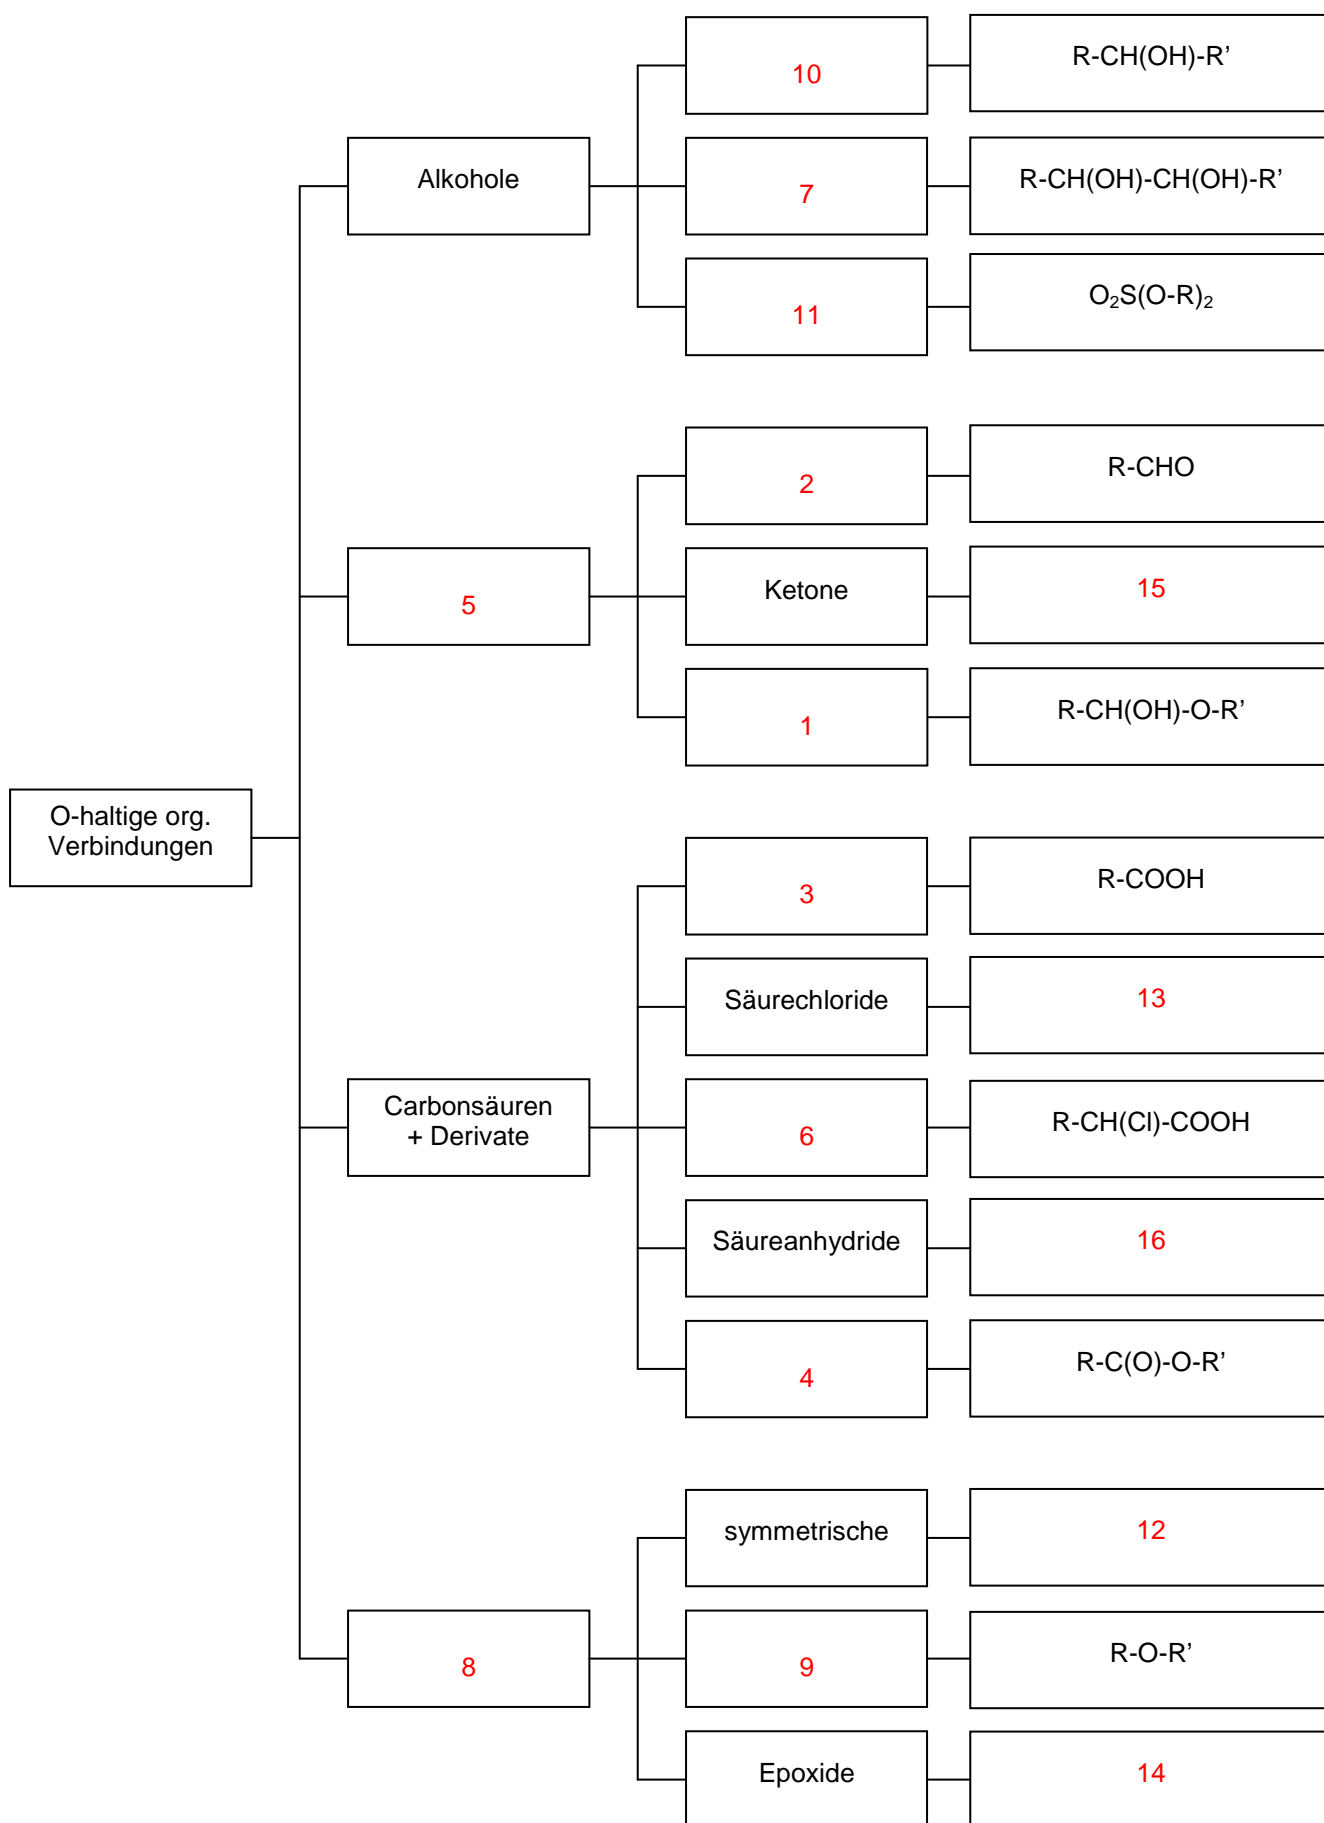 10
R-CH(OH)-R’
Alkohole
7
R-CH(OH)-CH(OH)-R’
11
O₂S(O-R)₂
2
R-CHO
5
Ketone
15
1
R-CH(OH)-O-R’
O-haltige org.
Verbindungen
3
R-COOH
Säurechloride
13
Carbonsäuren
+ Derivate
6
R-CH(Cl)-COOH
Säureanhydride
16
4
R-C(O)-O-R’
symmetrische
12
8
9
R-O-R’
Epoxide
14